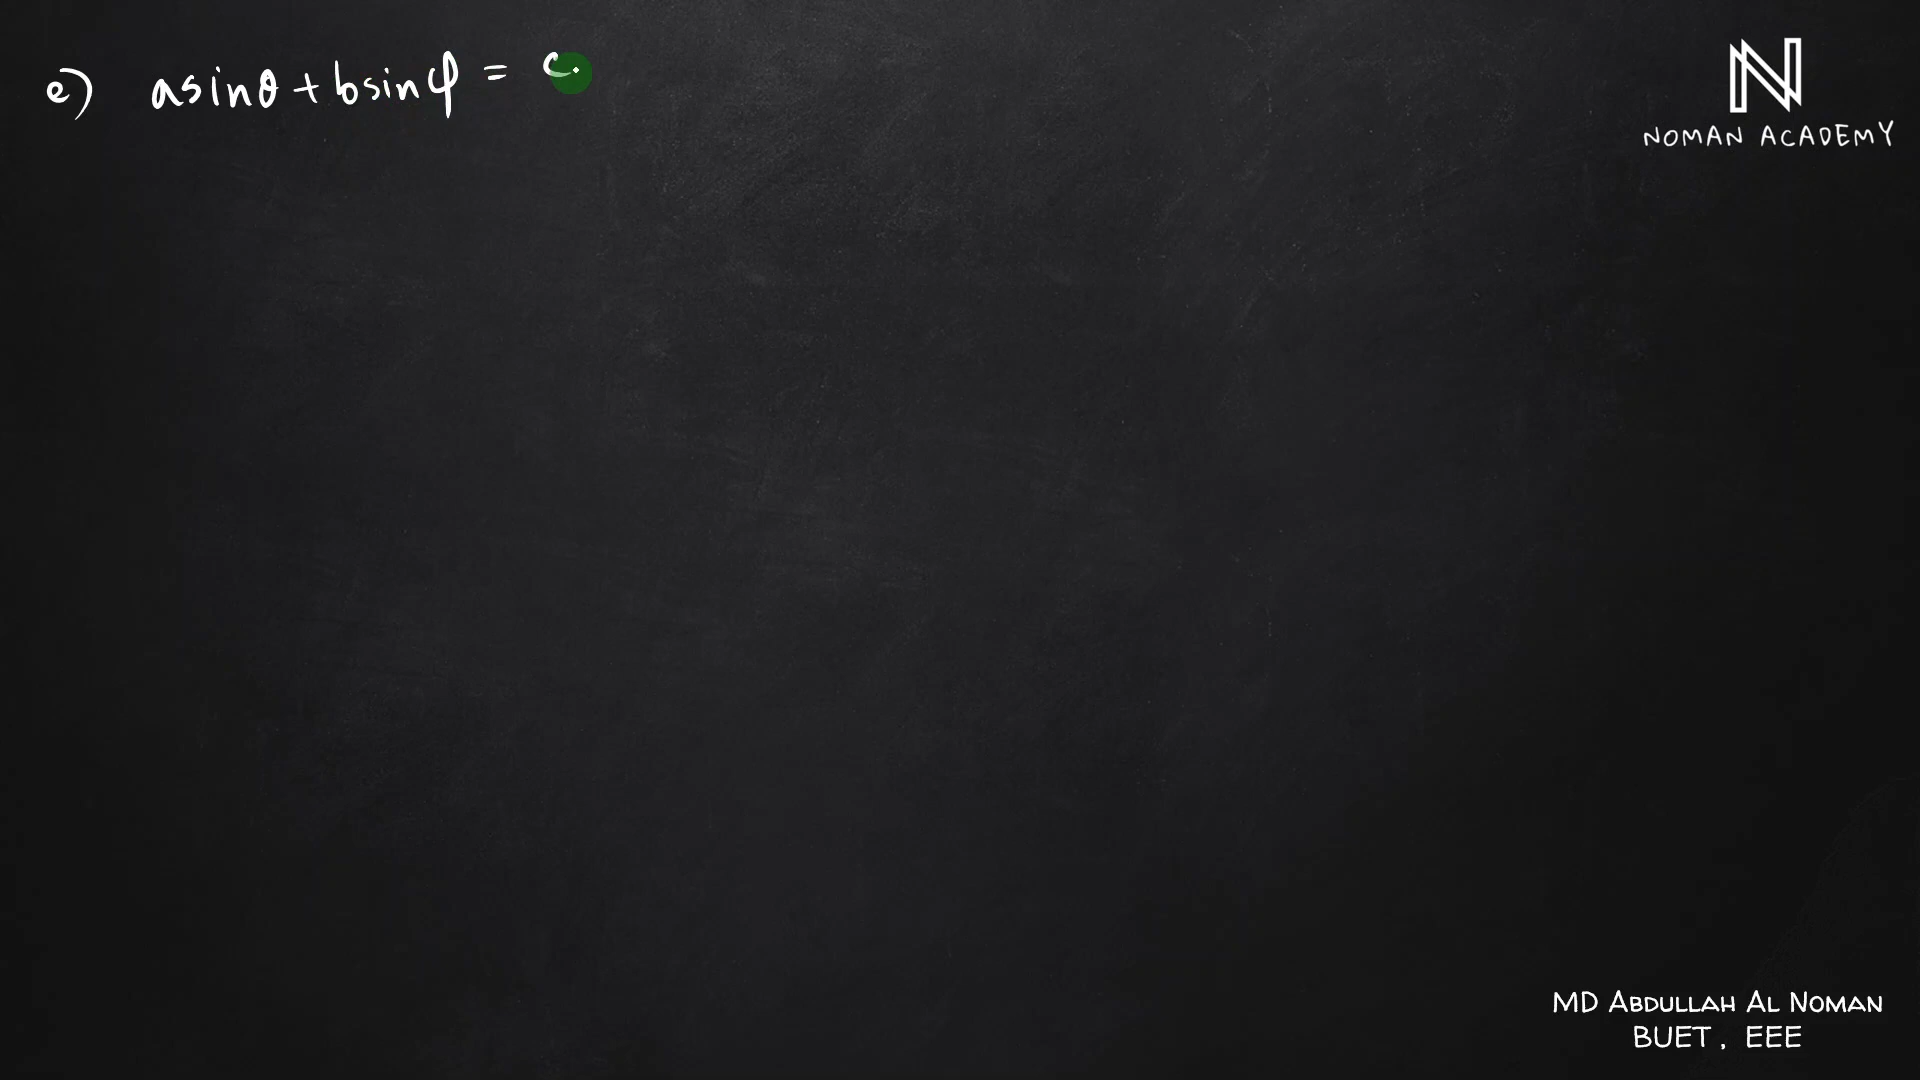 e) asinθ + bsinφ = c
NOMAN ACADEMY
MD ABDULLAH AL NOMAN
BUET , EEE